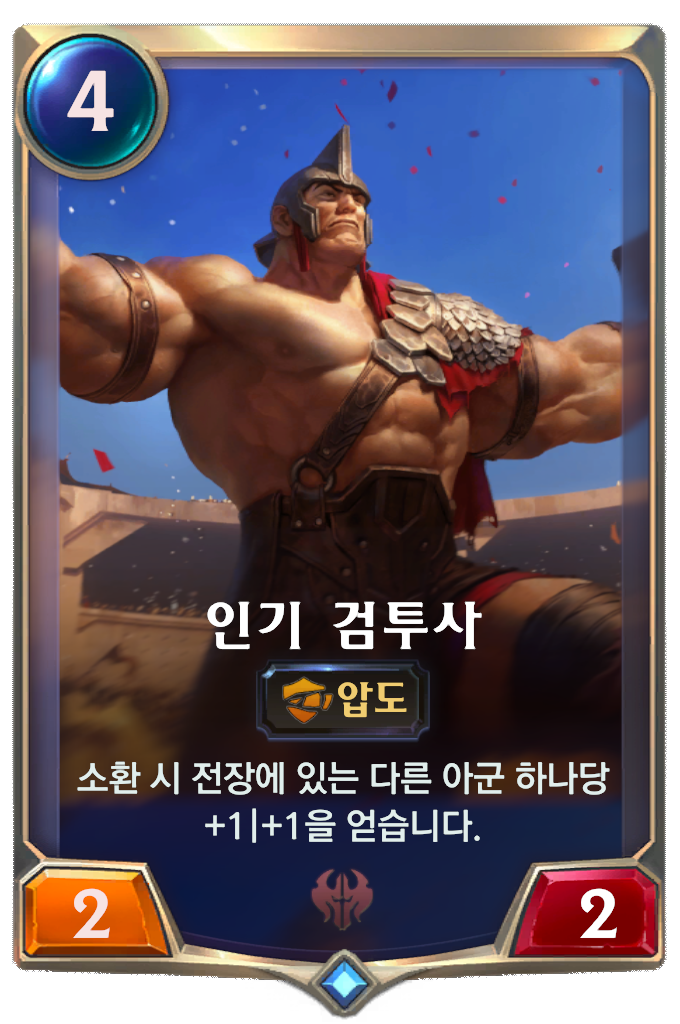 4
인기 검투사
압도
소환 시 전장에 있는 다른 아군 하나당
+1|+1을 얻습니다.
2 2